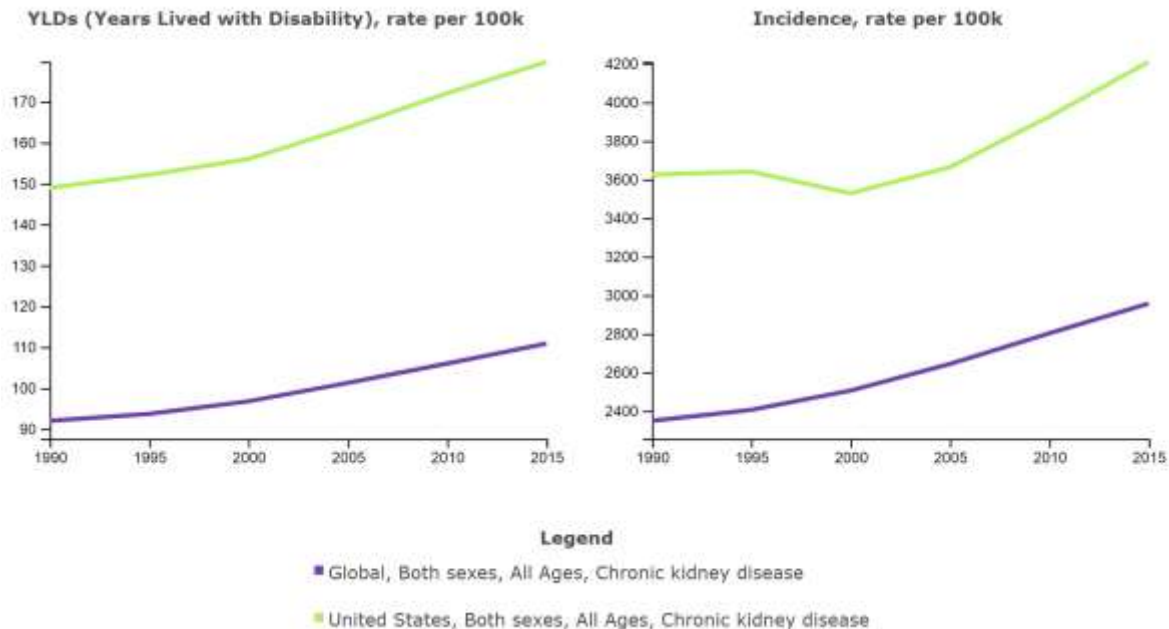 YLDs (Years Lived with Disability), rate per 100k
170
160
150
140
130
120
110
100
90
1990 1995 2000 2005 2010 2015
Incidence, rate per 100k
4200
4000
3800
3600
3400
3200
3000
2800
2600
2400
1990 1995 2000 2005 2010 2015
Legend
Global, Both sexes, All Ages, Chronic kidney disease
United States, Both sexes, All Ages, Chronic kidney disease